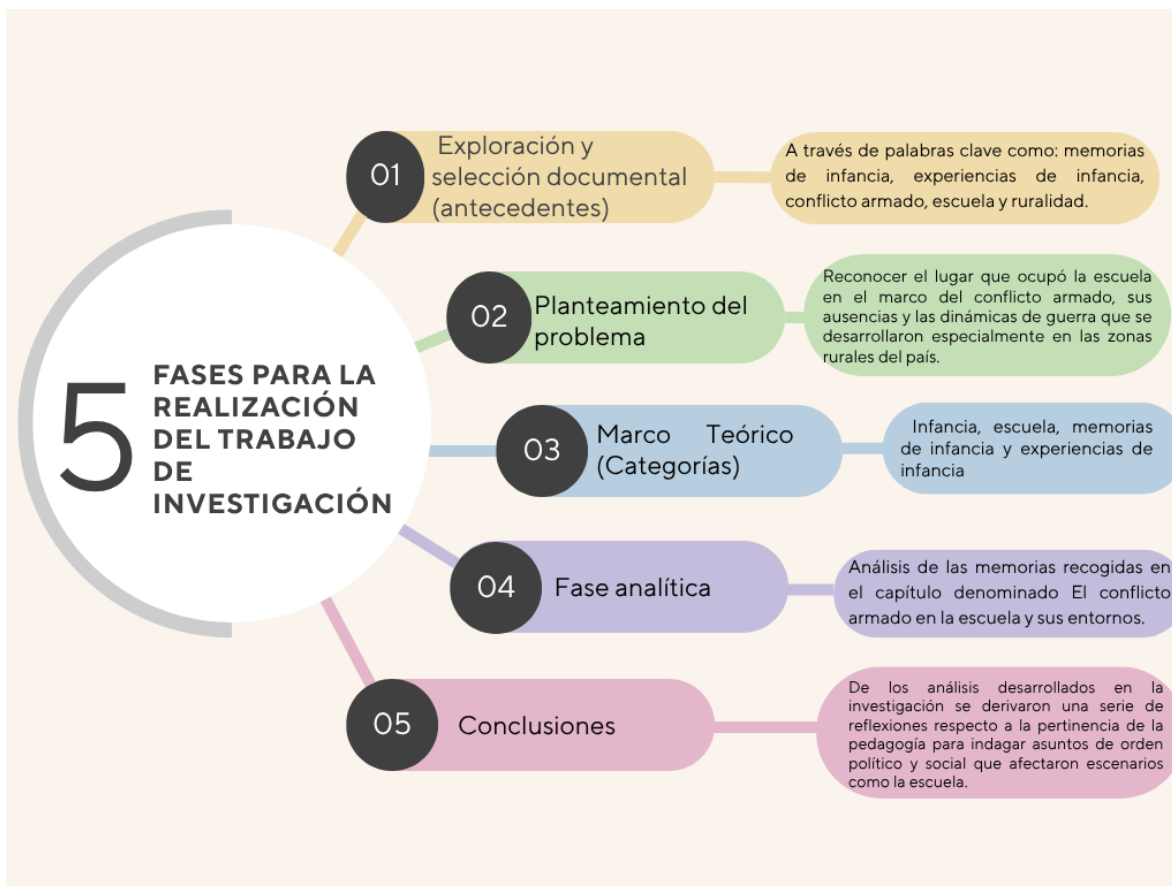 5
FASES PARA LA
REALIZACIÓN
DEL TRABAJO
DE
INVESTIGACIÓN
01
Exploración y
selección documental
(antecedentes)
A través de palabras clave como: memorias
de infancia, experiencias de infancia,
conflicto armado, escuela y ruralidad.
02
Planteamiento del
problema
Reconocer el lugar que ocupó la escuela
en el marco del conflicto armado, sus
ausencias y las dinámicas de guerra que se
desarrollaron especialmente en las zonas
rurales del país.
03
Marco Teórico
(Categorías)
Infancia, escuela, memorias
de infancia y experiencias de
infancia
04
Fase analítica
Análisis de las memorias recogidas en
el capítulo denominado El conflicto
armado en la escuela y sus entornos.
05
Conclusiones
De los análisis desarrollados en la
investigación se derivaron una serie de
reflexiones respecto a la pertinencia de la
pedagogía para indagar asuntos de orden
político y social que afectaron escenarios
como la escuela.